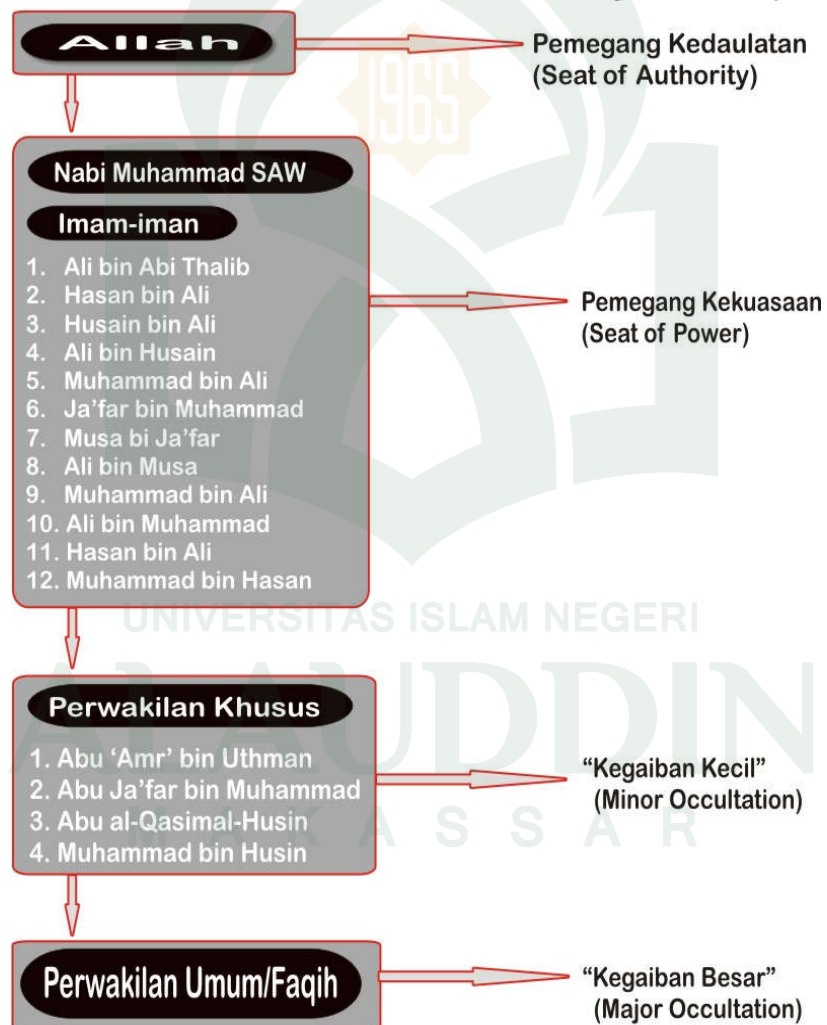 Allah
Pemegang Kedaulatan
(Seat of Authority)
1965
Nabi Muhammad SAW
Imam-iman
1. Ali bin Abi Thalib
2. Hasan bin Ali
3. Husain bin Ali
4. Ali bin Husain
5. Muhammad bin Ali
6. Ja’far bin Muhammad
7. Musa bi Ja’far
8. Ali bin Musa
9. Muhammad bin Ali
10. Ali bin Muhammad
11. Hasan bin Ali
12. Muhammad bin Hasan
Pemegang Kekuasaan
(Seat of Power)
UNIVERSITAS ISLAM NEGERI
ALAUDDIN
MAKASSAR
Perwakilan Khusus
1. Abu ‘Amr’ bin Uthman
2. Abu Ja’far bin Muhammad
3. Abu al-Qasimal-Husin
4. Muhammad bin Husin
“Kegaiban Kecil”
(Minor Occultation)
Perwakilan Umum/Faqih
“Kegaiban Besar”
(Major Occultation)